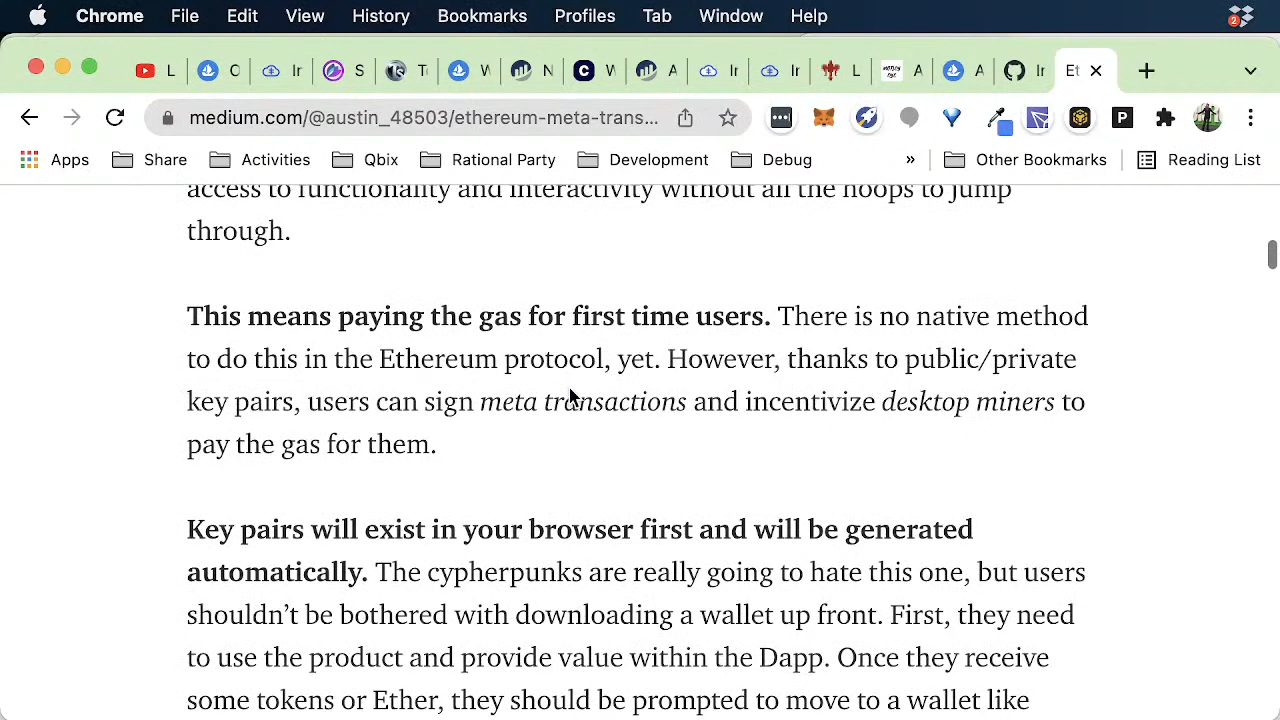 Chrome File Edit View History Bookmarks Profiles Tab Window Help 2
L O Ir S To W N W A Ir Ir L A A Ir Et
medium.com/@austin_48503/ethereum-meta-trans... P
Apps Share Activities Qbix Rational Party Development Debug » Other Bookmarks Reading List
access to functionality and interactivity without all the hoops to jump
through.
This means paying the gas for first time users. There is no native method
to do this in the Ethereum protocol, yet. However, thanks to public/private
key pairs, users can sign meta transactions and incentivize desktop miners to
pay the gas for them.
Key pairs will exist in your browser first and will be generated
automatically. The cypherpunks are really going to hate this one, but users
shouldn’t be bothered with downloading a wallet up front. First, they need
to use the product and provide value within the Dapp. Once they receive
some tokens or Ether, they should be prompted to move to a wallet like